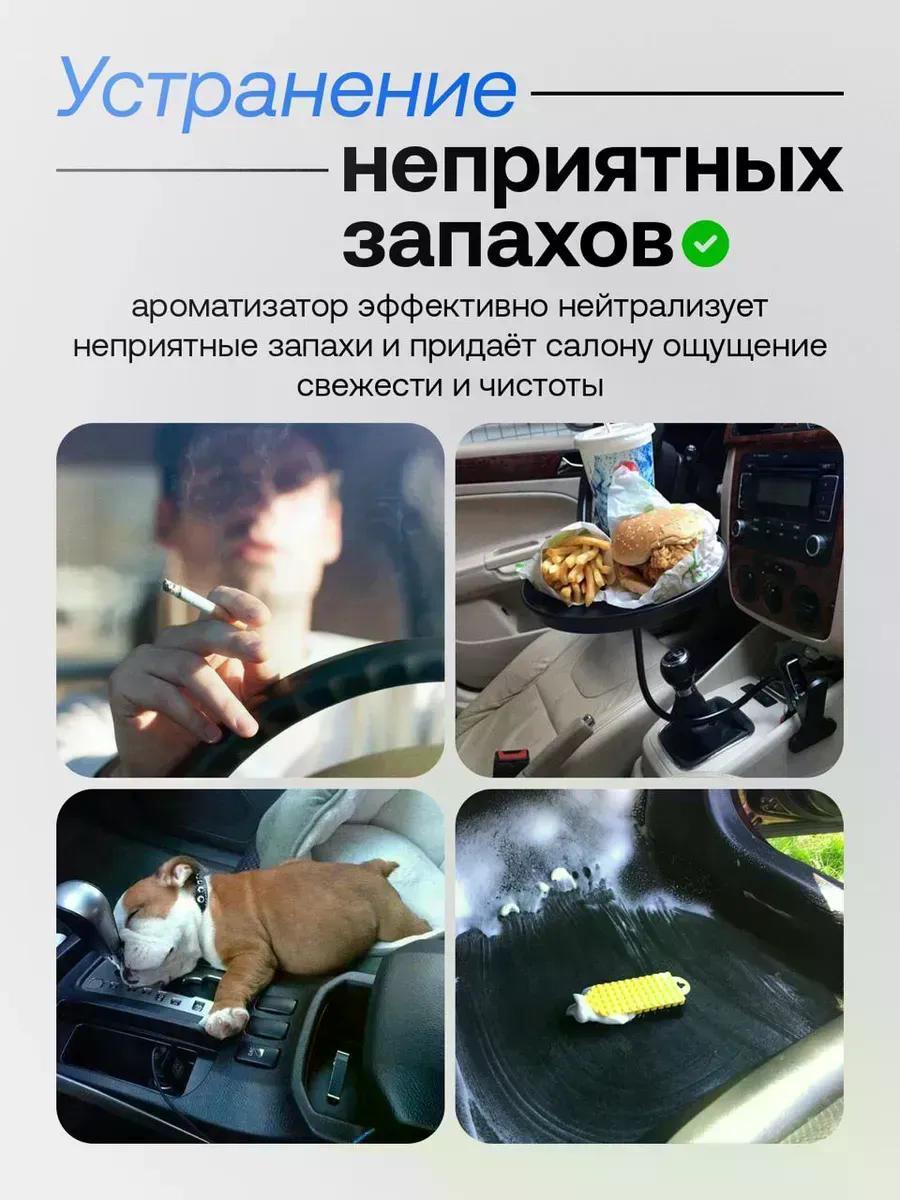 Устранение
неприятных
запахов
ароматизатор эффективно нейтрализует
неприятные запахи и придаёт салону ощущение
свежести и чистоты